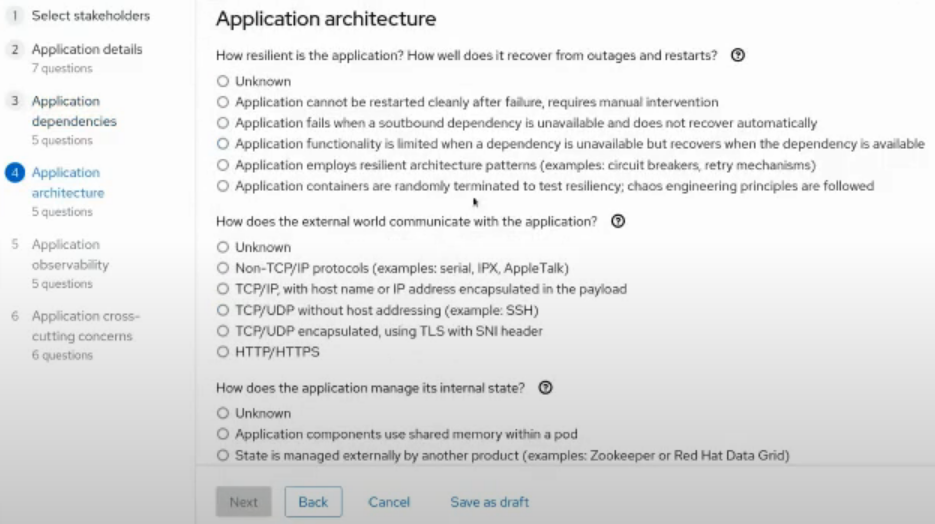 1 Select stakeholders
2 Application details
7 questions
3 Application
dependencies
5 questions
4 Application
architecture
5 questions
5 Application
observability
5 questions
6 Application cross-
cutting concerns
6 questions
Application architecture
How resilient is the application? How well does it recover from outages and restarts? ?
Unknown
Application cannot be restarted cleanly after failure, requires manual intervention
Application fails when a soutbound dependency is unavailable and does not recover automatically
Application functionality is limited when a dependency is unavailable but recovers when the dependency is available
Application employs resilient architecture patterns (examples: circuit breakers, retry mechanisms)
Application containers are randomly terminated to test resiliency; chaos engineering principles are followed
How does the external world communicate with the application? ?
Unknown
Non-TCP/IP protocols (examples: serial, IPX, AppleTalk)
TCP/IP, with host name or IP address encapsulated in the payload
TCP/UDP without host addressing (example: SSH)
TCP/UDP encapsulated, using TLS with SNI header
HTTP/HTTPS
How does the application manage its internal state? ?
Unknown
Application components use shared memory within a pod
State is managed externally by another product (examples: Zookeeper or Red Hat Data Grid)
Next Back Cancel Save as draft